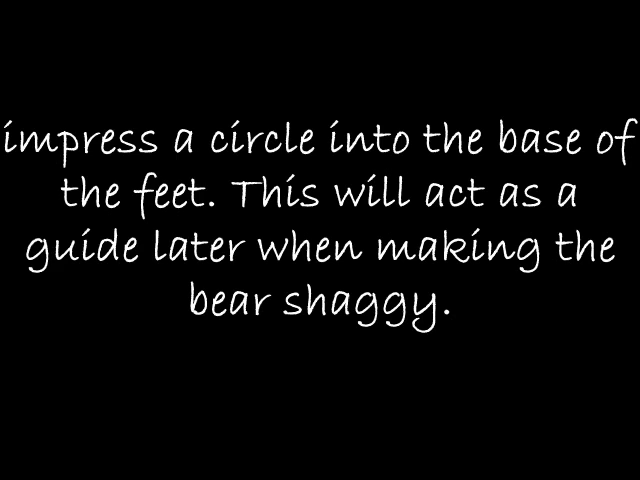 impress a circle into the base of
the feet. This will act as a
guide later when making the
bear shaggy.